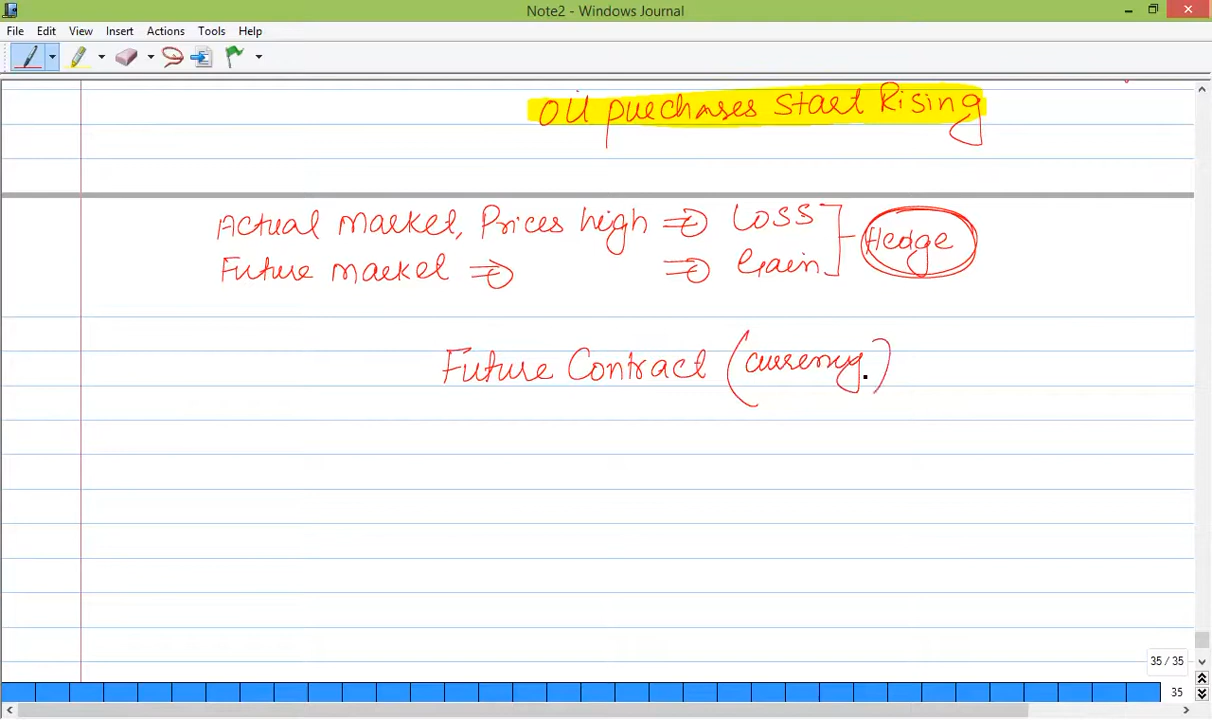 Note2 - Windows Journal
File Edit View Insert Actions Tools Help
Oil purchases Start Rising
Actual Market, Prices high ⇒ Loss
Hedge
Future Market ⇒ ⇒ Gain
Future Contract (Currency)
35 / 35
35